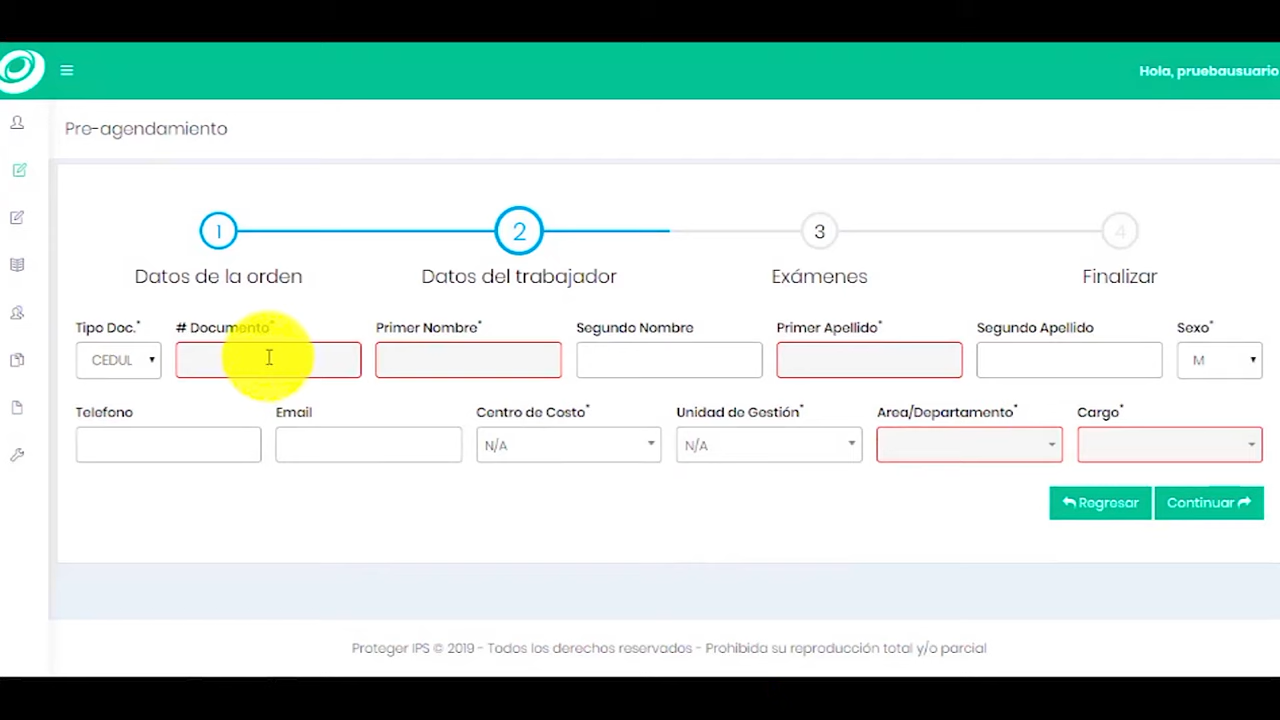 Hola, pruebausuario
Pre-agendamiento
1
2
3
4
Datos de la orden
Datos del trabajador
Exámenes
Finalizar
Tipo Doc.*
# Documento*
Primer Nombre*
Segundo Nombre
Primer Apellido*
Segundo Apellido
Sexo*
CEDUL
M
Telefono
Email
Centro de Costo*
Unidad de Gestión*
Area/Departamento*
Cargo*
N/A
N/A
Regresar
Continuar
Proteger IPS © 2019 - Todos los derechos reservados - Prohibida su reproducción total y/o parcial